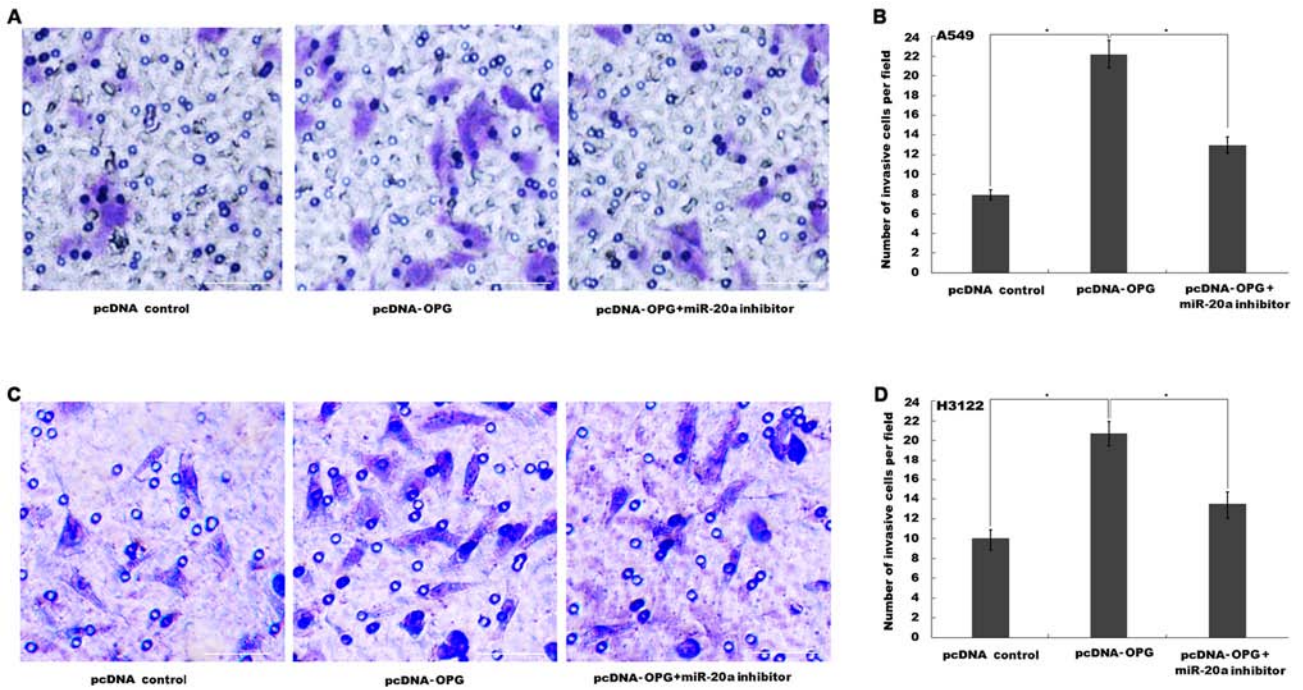 A
pcDNA control
pcDNA-OPG
pcDNA-OPG+miR-20a inhibitor
B
A549
Number of invasive cells per field
24
22
20
18
16
14
12
10
8
6
4
2
0
*
*
pcDNA control
pcDNA-OPG
pcDNA-OPG+
miR-20a inhibitor
C
pcDNA control
pcDNA-OPG
pcDNA-OPG+miR-20a inhibitor
D
H3122
Number of invasive cells per field
24
22
20
18
16
14
12
10
8
6
4
2
0
*
*
pcDNA control
pcDNA-OPG
pcDNA-OPG+
miR-20a inhibitor